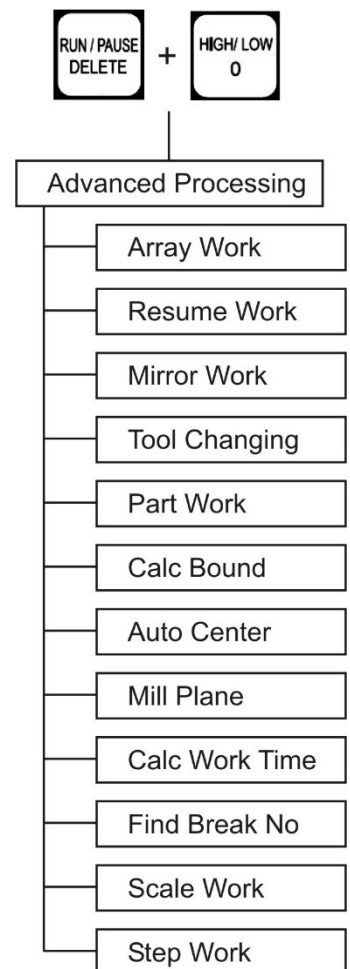 RUN / PAUSE
DELETE
+
HIGH/ LOW
0
Advanced Processing
Array Work
Resume Work
Mirror Work
Tool Changing
Part Work
Calc Bound
Auto Center
Mill Plane
Calc Work Time
Find Break No
Scale Work
Step Work